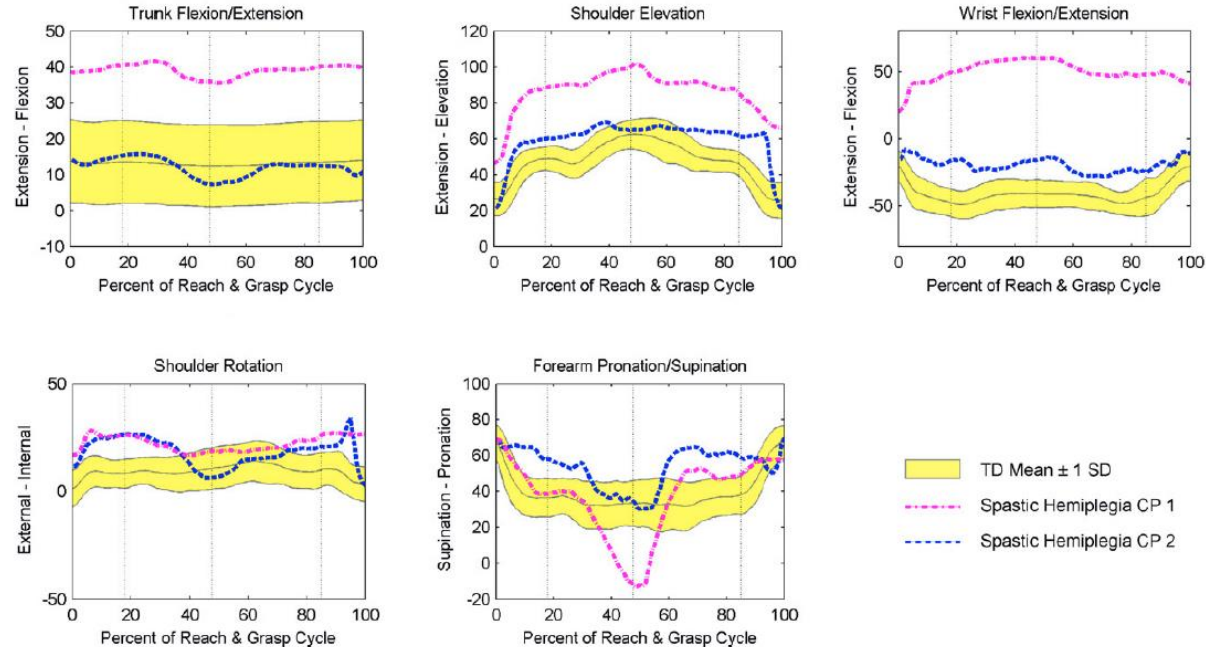 Trunk Flexion/Extension
Extension - Flexion
50
40
30
20
10
0
-10
0 20 40 60 80 100
Percent of Reach & Grasp Cycle
Shoulder Elevation
Extension - Elevation
120
100
80
60
40
20
0
0 20 40 60 80 100
Percent of Reach & Grasp Cycle
Wrist Flexion/Extension
Extension - Flexion
50
0
-50
0 20 40 60 80 100
Percent of Reach & Grasp Cycle
Shoulder Rotation
External - Internal
50
0
-50
0 20 40 60 80 100
Percent of Reach & Grasp Cycle
Forearm Pronation/Supination
Supination - Pronation
100
80
60
40
20
0
-20
0 20 40 60 80 100
Percent of Reach & Grasp Cycle
TD Mean ± 1 SD
Spastic Hemiplegia CP 1
Spastic Hemiplegia CP 2